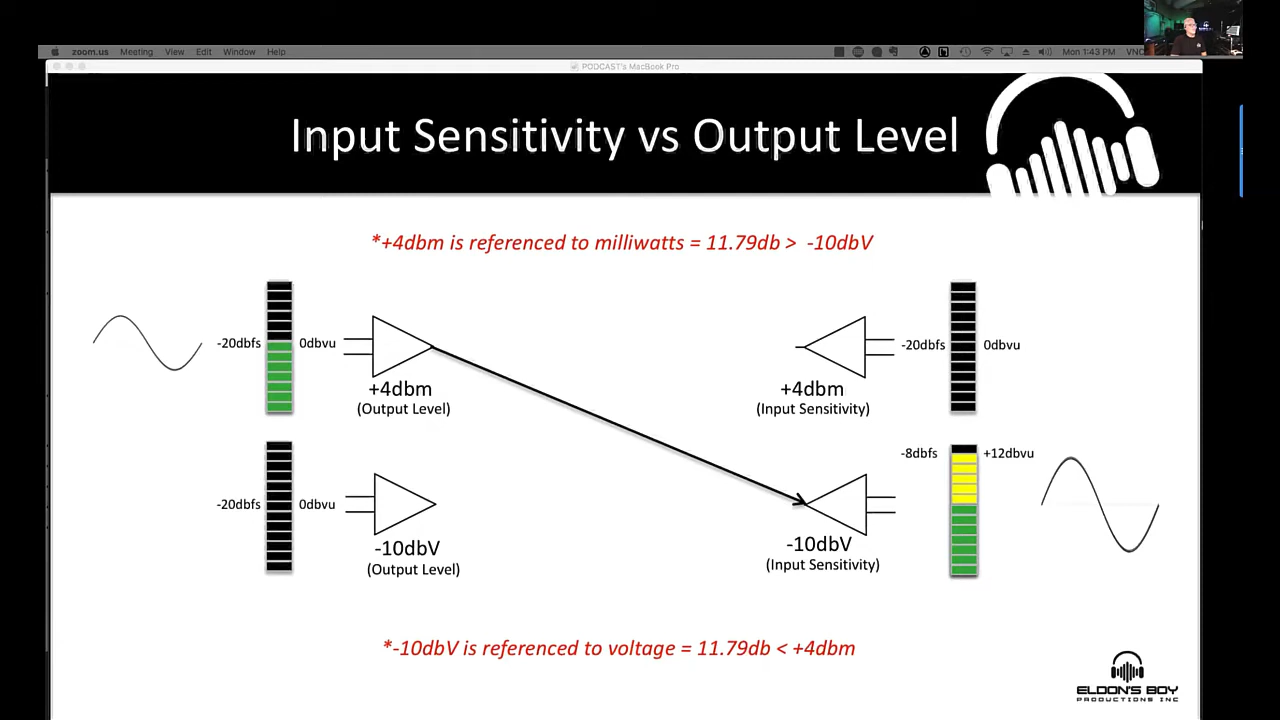 zoom.us Meeting View Edit Window Help Mon 1:43 PM VNC
PODCAST's MacBook Pro
Input Sensitivity vs Output Level
*+4dbm is referenced to milliwatts = 11.79db > -10dbV
-20dbfs 0dbvu
+4dbm
(Output Level)
-20dbfs 0dbvu
+4dbm
(Input Sensitivity)
-20dbfs 0dbvu
-10dbV
(Output Level)
-8dbfs +12dbvu
-10dbV
(Input Sensitivity)
*-10dbV is referenced to voltage = 11.79db < +4dbm
ELDON'S BOY
PRODUCTIONS INC